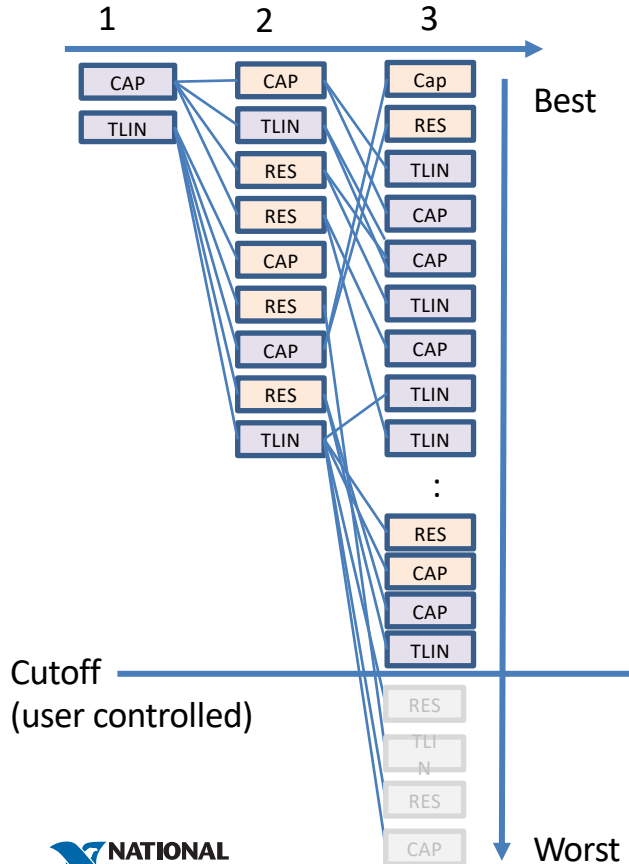 1
2
3
CAP
TLIN
CAP
TLIN
RES
RES
CAP
RES
CAP
RES
TLIN
Cap
RES
TLIN
CAP
CAP
TLIN
CAP
TLIN
TLIN
:
RES
CAP
CAP
TLIN
RES
TLI
N
RES
CAP
Best
Cutoff
(user controlled)
Worst
NATIONAL